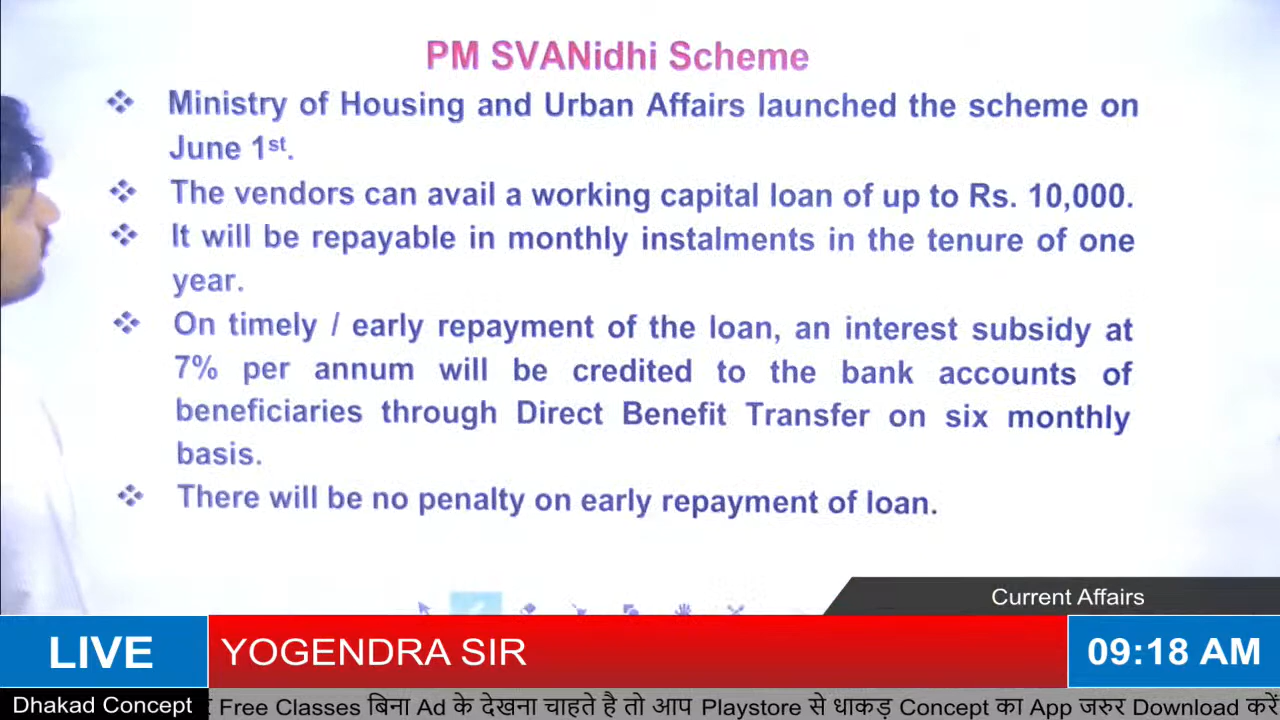 PM SVANidhi Scheme
❖ Ministry of Housing and Urban Affairs launched the scheme on
June 1st.
❖ The vendors can avail a working capital loan of up to Rs. 10,000.
❖ It will be repayable in monthly instalments in the tenure of one
year.
❖ On timely / early repayment of the loan, an interest subsidy at
7% per annum will be credited to the bank accounts of
beneficiaries through Direct Benefit Transfer on six monthly
basis.
❖ There will be no penalty on early repayment of loan.
Current Affairs
LIVE YOGENDRA SIR 09:18 AM
Dhakad Concept Free Classes बिना Ad के देखना चाहते है तो आप Playstore से धाकड़ Concept का App जरुर Download करें